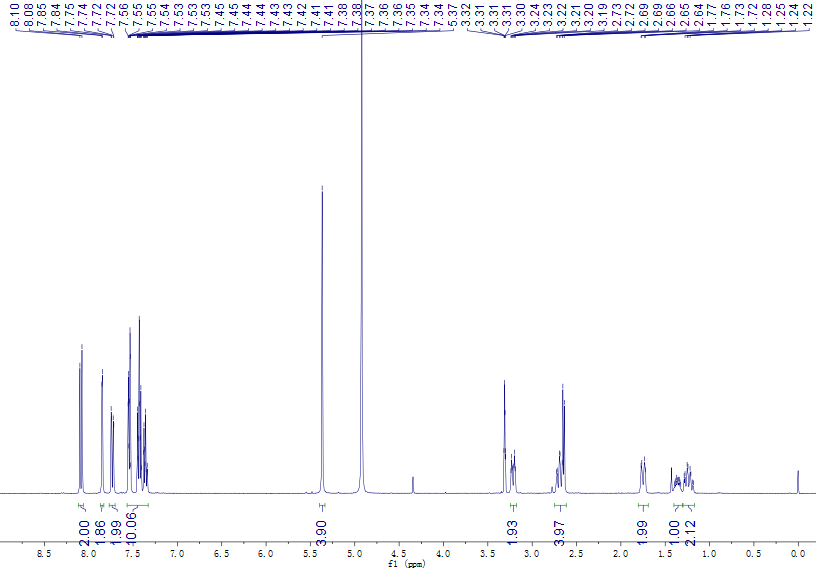 8.10 8.08 7.85 7.84 7.75 7.74 7.72 7.72 7.56 7.55 7.55 7.54 7.53 7.53 7.53 7.45 7.45 7.44 7.44 7.43 7.43 7.42 7.41 7.41 7.38 7.38 7.37 7.36 7.36 7.35 7.34 7.34 5.37 3.32 3.31 3.31 3.31 3.30 3.24 3.23 3.22 3.21 3.20 3.19 2.73 2.72 2.69 2.69 2.66 2.65 2.64 1.77 1.76 1.73 1.72 1.28 1.25 1.24 1.22
2.00 1.86 1.99 10.06 3.90 1.93 3.97 1.99 1.00 2.12
8.5 8.0 7.5 7.0 6.5 6.0 5.5 5.0 4.5 4.0 3.5 3.0 2.5 2.0 1.5 1.0 0.5 0.0
f1 (ppm)